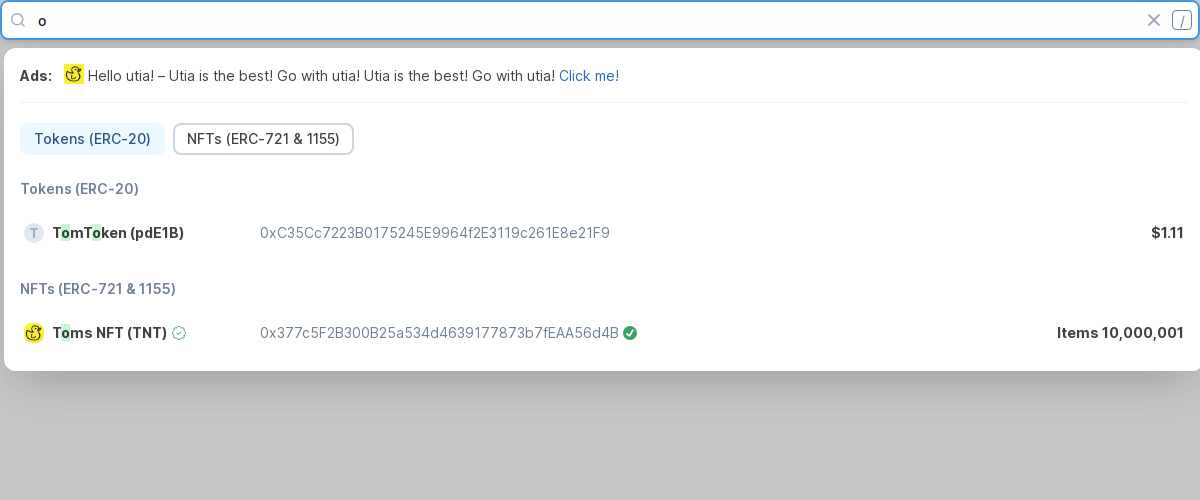 o /
Ads: Hello utia! – Utia is the best! Go with utia! Utia is the best! Go with utia! Click me!
Tokens (ERC-20) NFTs (ERC-721 & 1155)
Tokens (ERC-20)
T TomToken (pdE1B) 0xC35Cc7223B0175245E9964f2E3119c261E8e21F9 $1.11
NFTs (ERC-721 & 1155)
Toms NFT (TNT) 0x377c5F2B300B25a534d4639177873b7fEAA56d4B Items 10,000,001